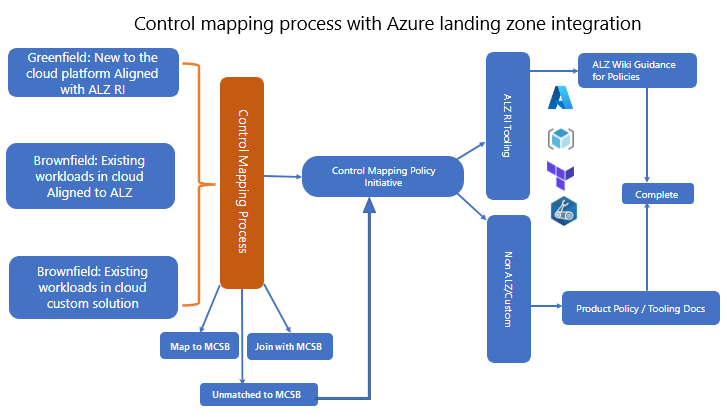 Control mapping process with Azure landing zone integration
Greenfield: New to the
cloud platform Aligned
with ALZ RI
Brownfield: Existing
workloads in cloud
Aligned to ALZ
Brownfield: Existing
workloads in cloud
custom solution
Control Mapping Process
Map to MCSB
Join with MCSB
Unmatched to MCSB
Control Mapping Policy
Initiative
ALZ RI Tooling
Non ALZ/Custom
ALZ Wiki Guidance
for Policies
Complete
Product Policy / Tooling Docs